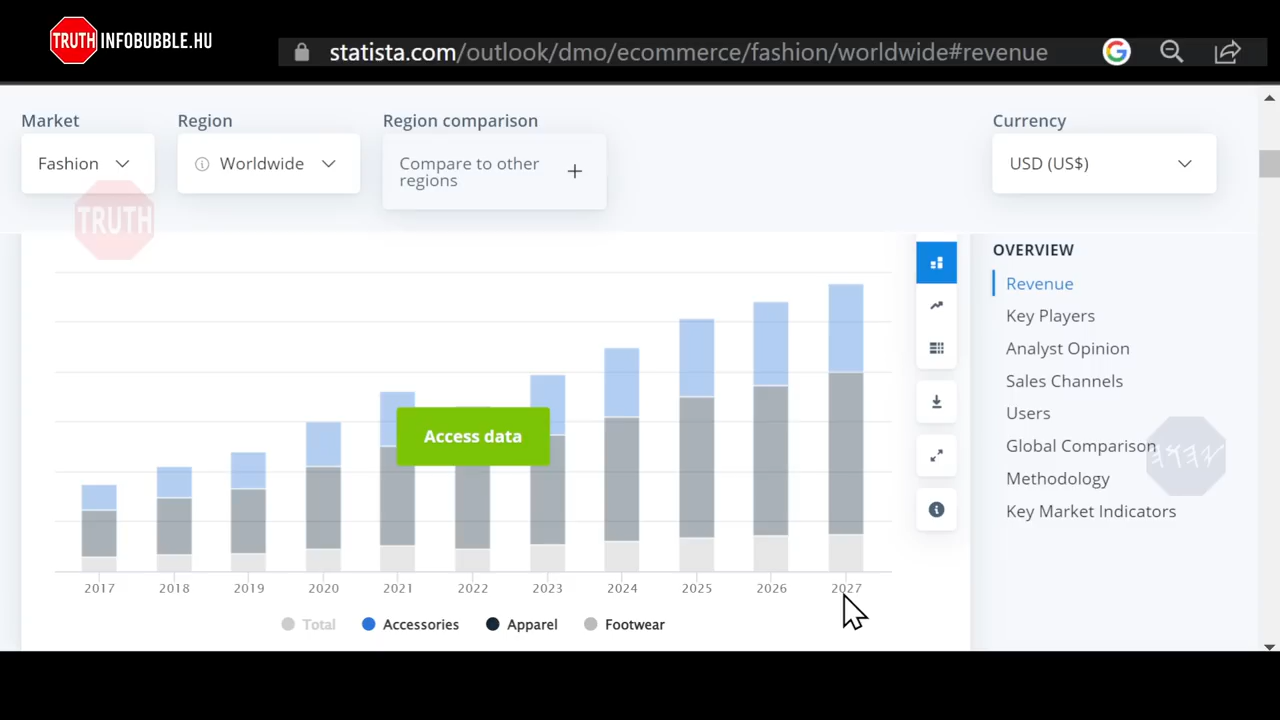 TRUTH INFOBUBBLE.HU
statista.com/outlook/dmo/ecommerce/fashion/worldwide#revenue
Market
Region
Region comparison
Currency
Fashion
Worldwide
Compare to other
regions
USD (US$)
TRUTH
OVERVIEW
Revenue
Key Players
Analyst Opinion
Sales Channels
Users
Global Comparison
Methodology
Key Market Indicators
Access data
2017 2018 2019 2020 2021 2022 2023 2024 2025 2026 2027
Total Accessories Apparel Footwear